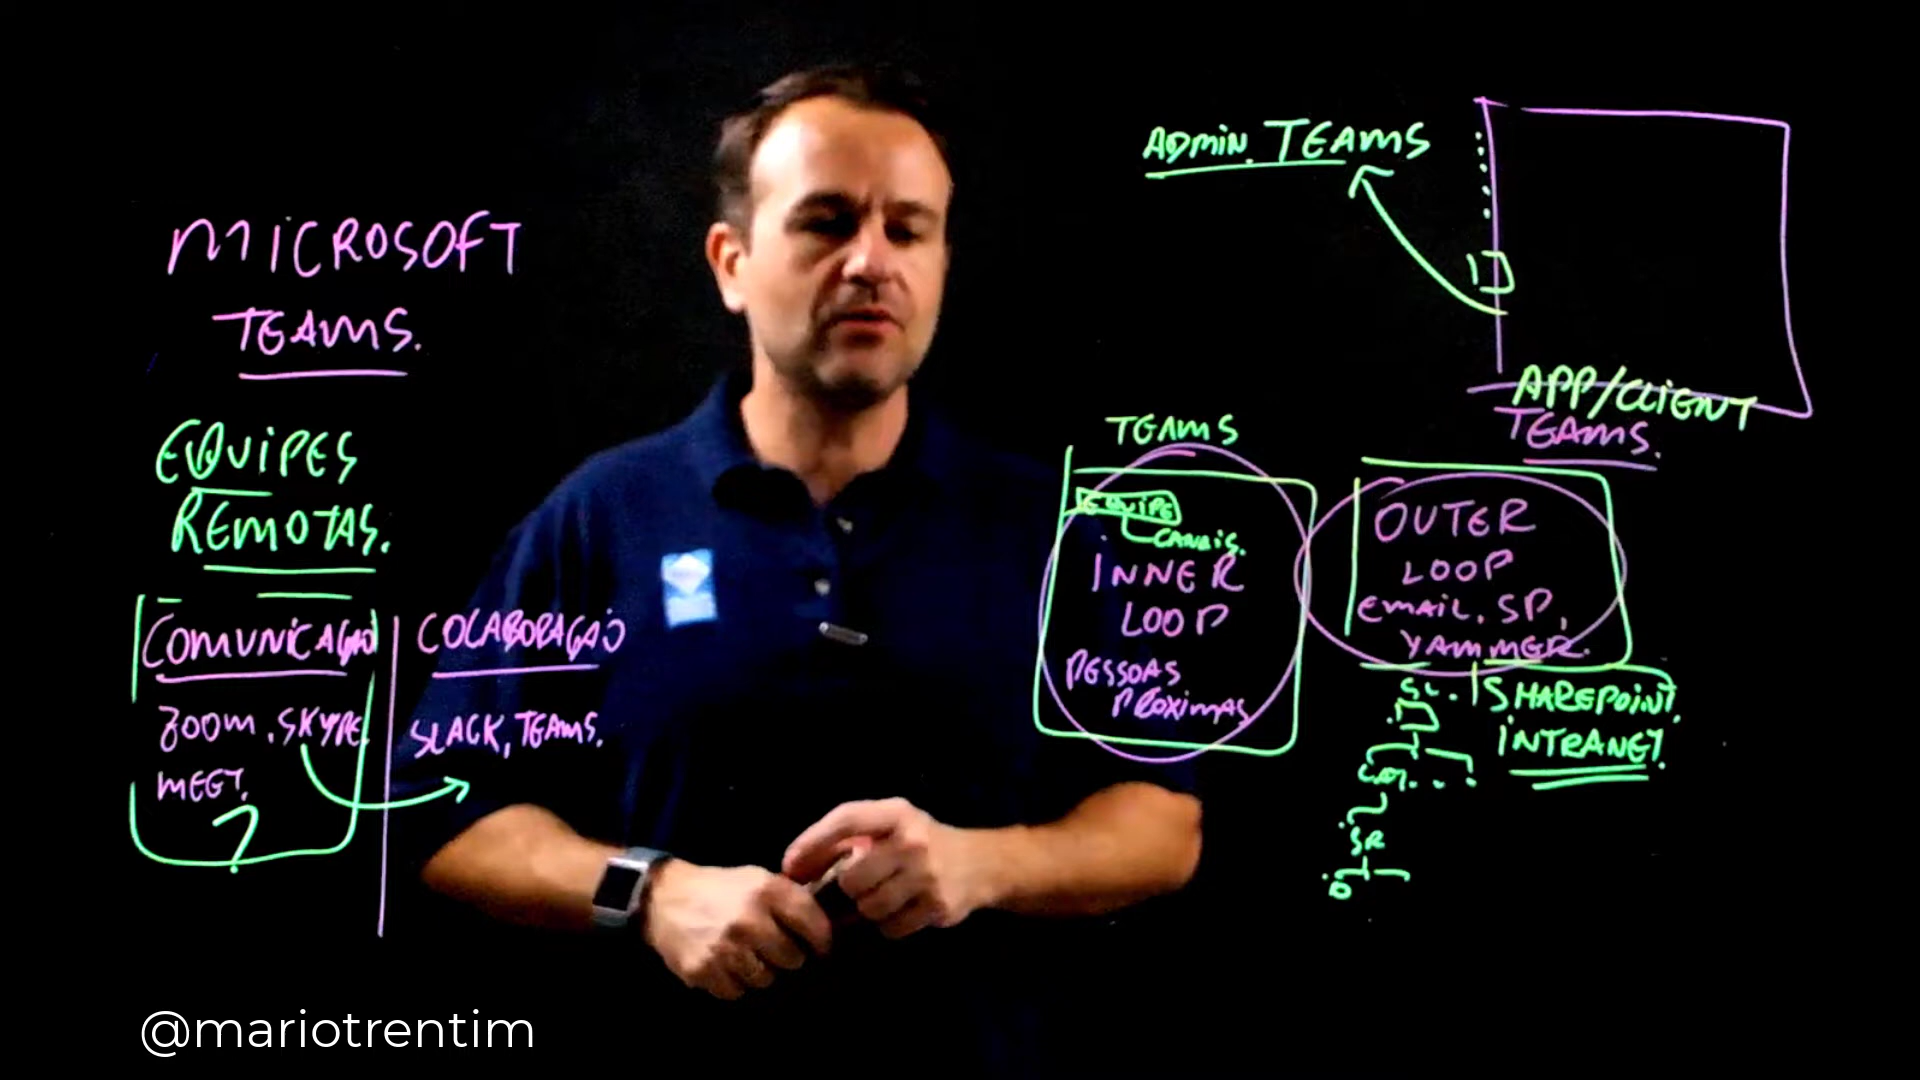 MICROSOFT
TEAMS.
EQUIPES
REMOTAS.
COMUNICAÇÃO
ZOOM, SKYPE,
MEET.
?
COLABORAÇÃO
SLACK, TEAMS.
ADMIN. TEAMS
APP/CLIENT
TEAMS.
TEAMS
EQUIPE
CANAIS.
INNER
LOOP
PESSOAS
PRÓXIMAS
OUTER
LOOP
EMAIL, SP,
YAMMER.
SHAREPOINT.
INTRANET.
@mariotrentim